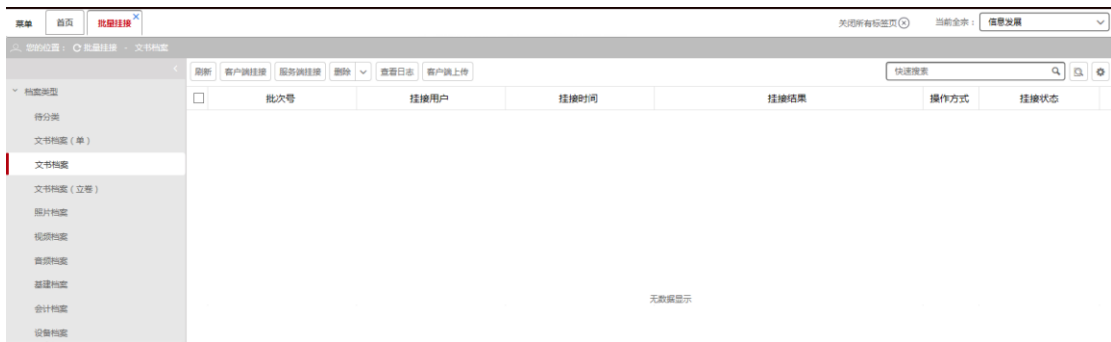 菜单 首页 批量挂接 关闭所有标签页 当前全宗： 信息发展
您的位置： 批量挂接 · 文书档案
刷新 客户端挂接 服务端挂接 删除 查看日志 客户端上传 快速搜索
档案类型
批次号 挂接用户 挂接时间 挂接结果 操作方式 挂接状态
待分类
文书档案（单）
文书档案
文书档案（立卷）
照片档案
视频档案
音频档案
基建档案
无数据显示
会计档案
设备档案